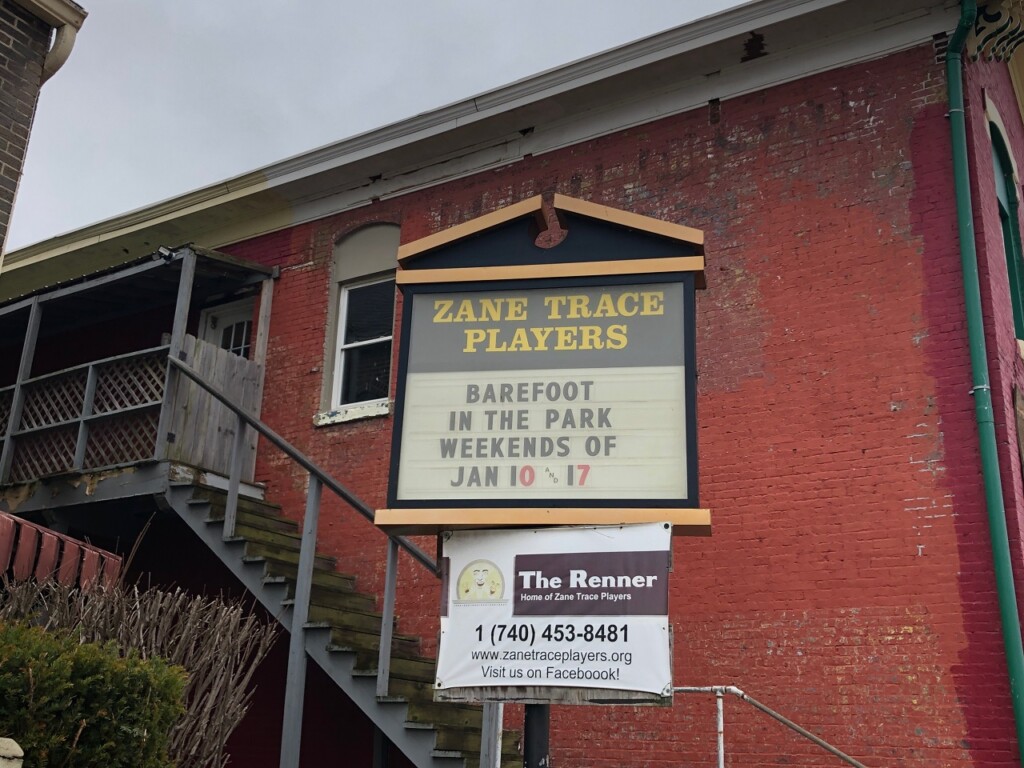 ZANE TRACE
PLAYERS
BAREFOOT
IN THE PARK
WEEKENDS OF
JAN 10 AND 17
The Renner
Home of Zane Trace Players
1 (740) 453-8481
www.zanetraceplayers.org
Visit us on Faceboook!